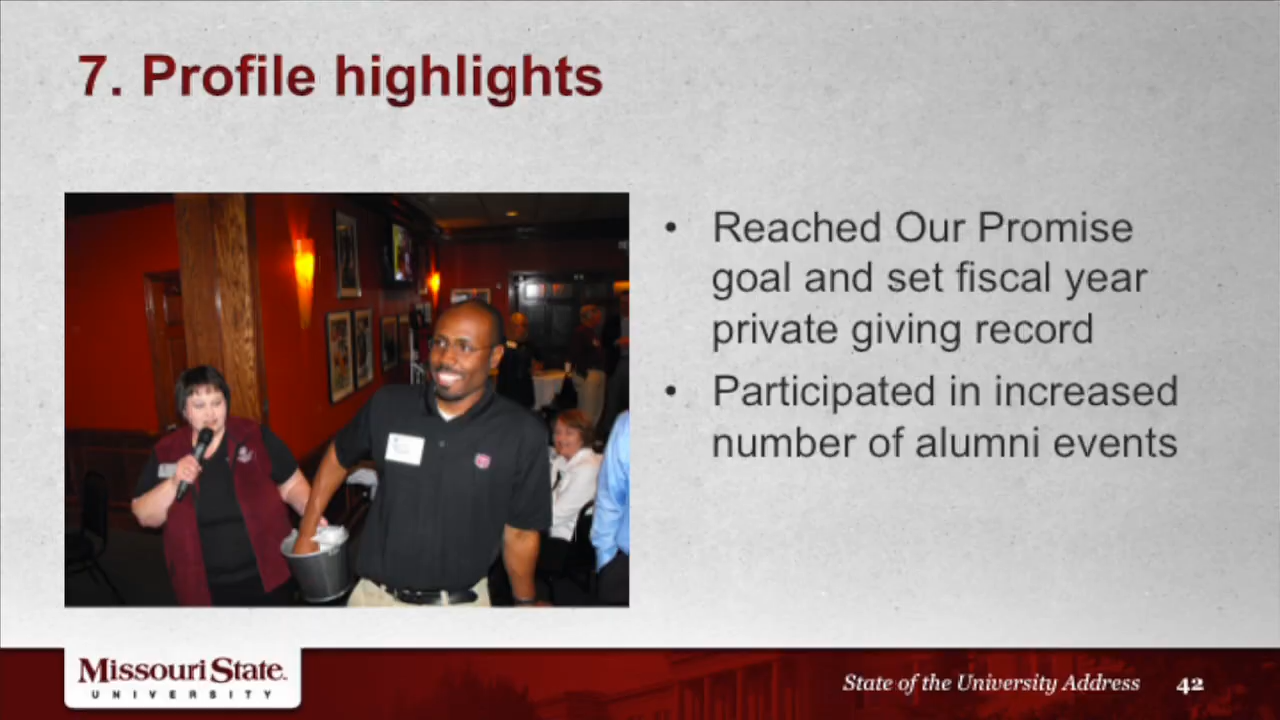 7. Profile highlights
• Reached Our Promise
goal and set fiscal year
private giving record
• Participated in increased
number of alumni events
Missouri State.
UNIVERSITY
State of the University Address 42